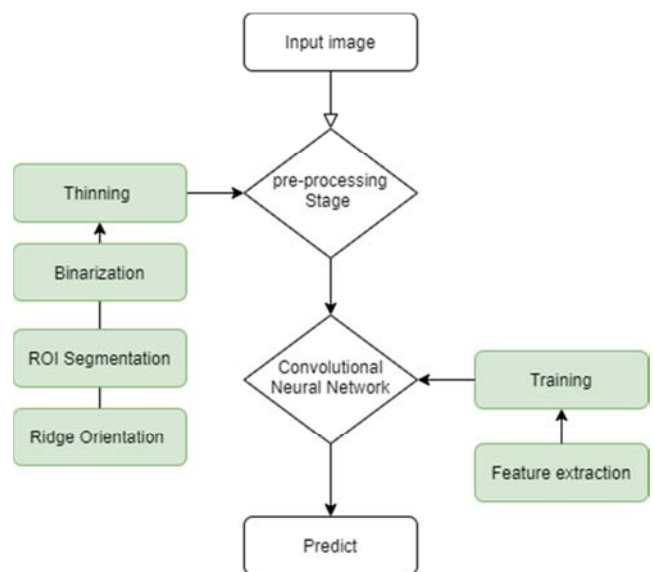 Input image
pre-processing
Stage
Thinning
Binarization
ROI Segmentation
Ridge Orientation
Convolutional
Neural Network
Training
Feature extraction
Predict